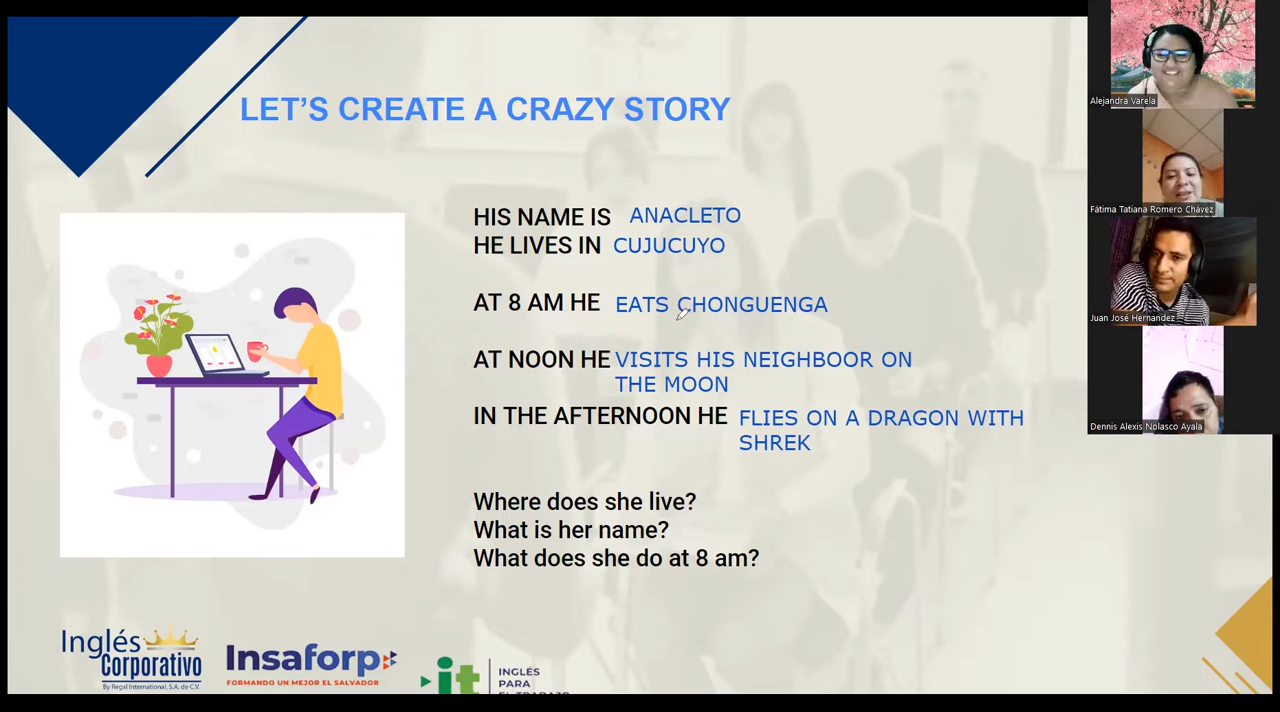 LET'S CREATE A CRAZY STORY
HIS NAME IS ANACLETO
HE LIVES IN CUJUCUYO
AT 8 AM HE EATS CHONGUENGA
AT NOON HE VISITS HIS NEIGHBOOR ON
THE MOON
IN THE AFTERNOON HE FLIES ON A DRAGON WITH
SHREK
Where does she live?
What is her name?
What does she do at 8 am?
Inglés
Corporativo
By Regal International, S.A. de C.V.
Insaforp
FORMANDO UN MEJOR EL SALVADOR
it
INGLÉS
PARA
EL TRABAJO
Alejandra Varela
Fátima Tatiana Romero Chávez
Juan José Hernandez
Dennis Alexis Nolasco Ayala